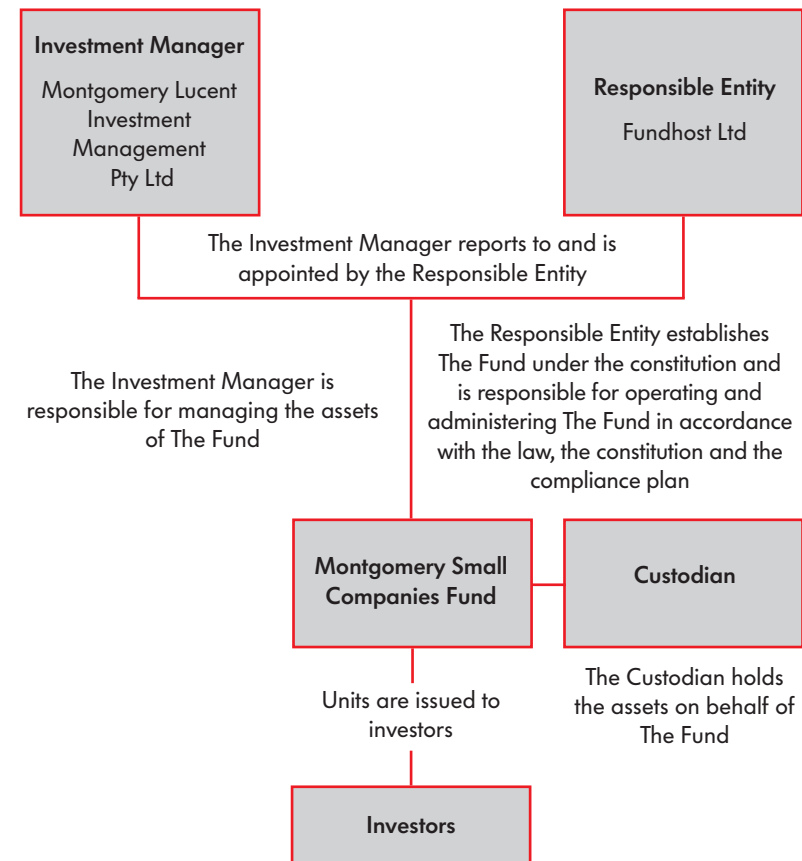 Investment Manager
Montgomery Lucent
Investment
Management
Pty Ltd
Responsible Entity
Fundhost Ltd
The Investment Manager reports to and is
appointed by the Responsible Entity
The Investment Manager is
responsible for managing the assets
of The Fund
The Responsible Entity establishes
The Fund under the constitution and
is responsible for operating and
administering The Fund in accordance
with the law, the constitution and the
compliance plan
Montgomery Small
Companies Fund
Custodian
Units are issued to
investors
The Custodian holds
the assets on behalf of
The Fund
Investors